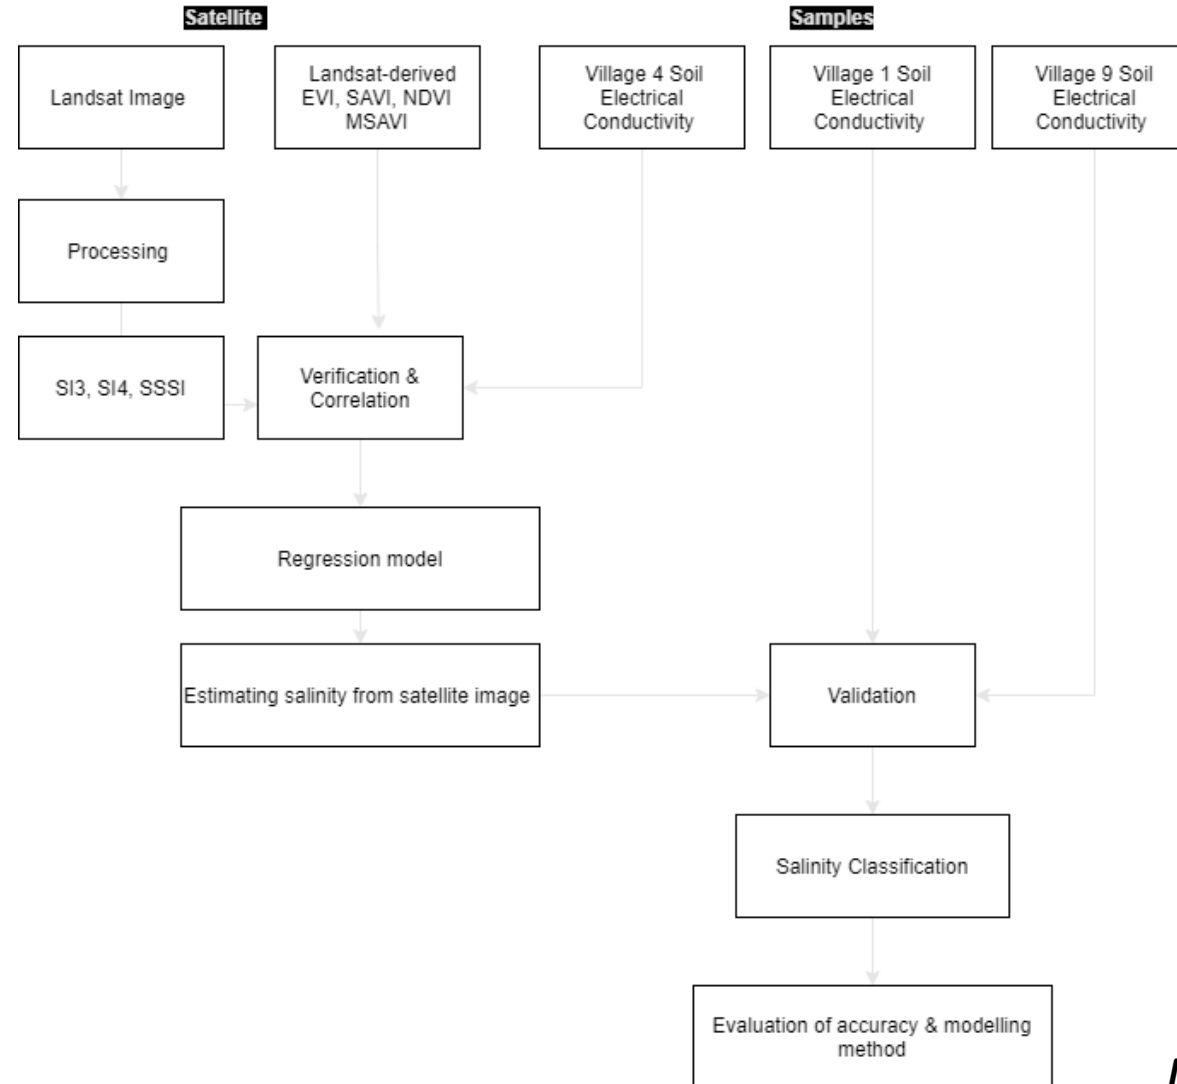 Satellite
Samples
Landsat Image
Landsat-derived
EVI, SAVI, NDVI
MSAVI
Village 4 Soil
Electrical
Conductivity
Village 1 Soil
Electrical
Conductivity
Village 9 Soil
Electrical
Conductivity
Processing
SI3, SI4, SSSI
Verification &
Correlation
Regression model
Estimating salinity from satellite image
Validation
Salinity Classification
Evaluation of accuracy & modelling
method